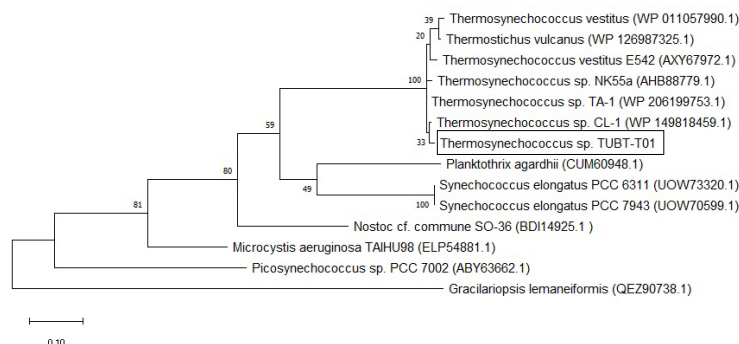 39
Thermosynechococcus vestitus (WP 011057990.1)
20
Thermostichus vulcanus (WP 126987325.1)
Thermosynechococcus vestitus E542 (AXY67972.1)
100
Thermosynechococcus sp. NK55a (AHB88779.1)
Thermosynechococcus sp. TA-1 (WP 206199753.1)
59
Thermosynechococcus sp. CL-1 (WP 149818459.1)
33
Thermosynechococcus sp. TUBT-T01
Planktothrix agardhii (CUM60948.1)
80
49
Synechococcus elongatus PCC 6311 (UOW73320.1)
100
Synechococcus elongatus PCC 7943 (UOW70599.1)
81
Nostoc cf. commune SO-36 (BDI14925.1 )
Microcystis aeruginosa TAIHU98 (ELP54881.1)
Picosynechococcus sp. PCC 7002 (ABY63662.1)
Gracilariopsis lemaneiformis (QEZ90738.1)
0.10